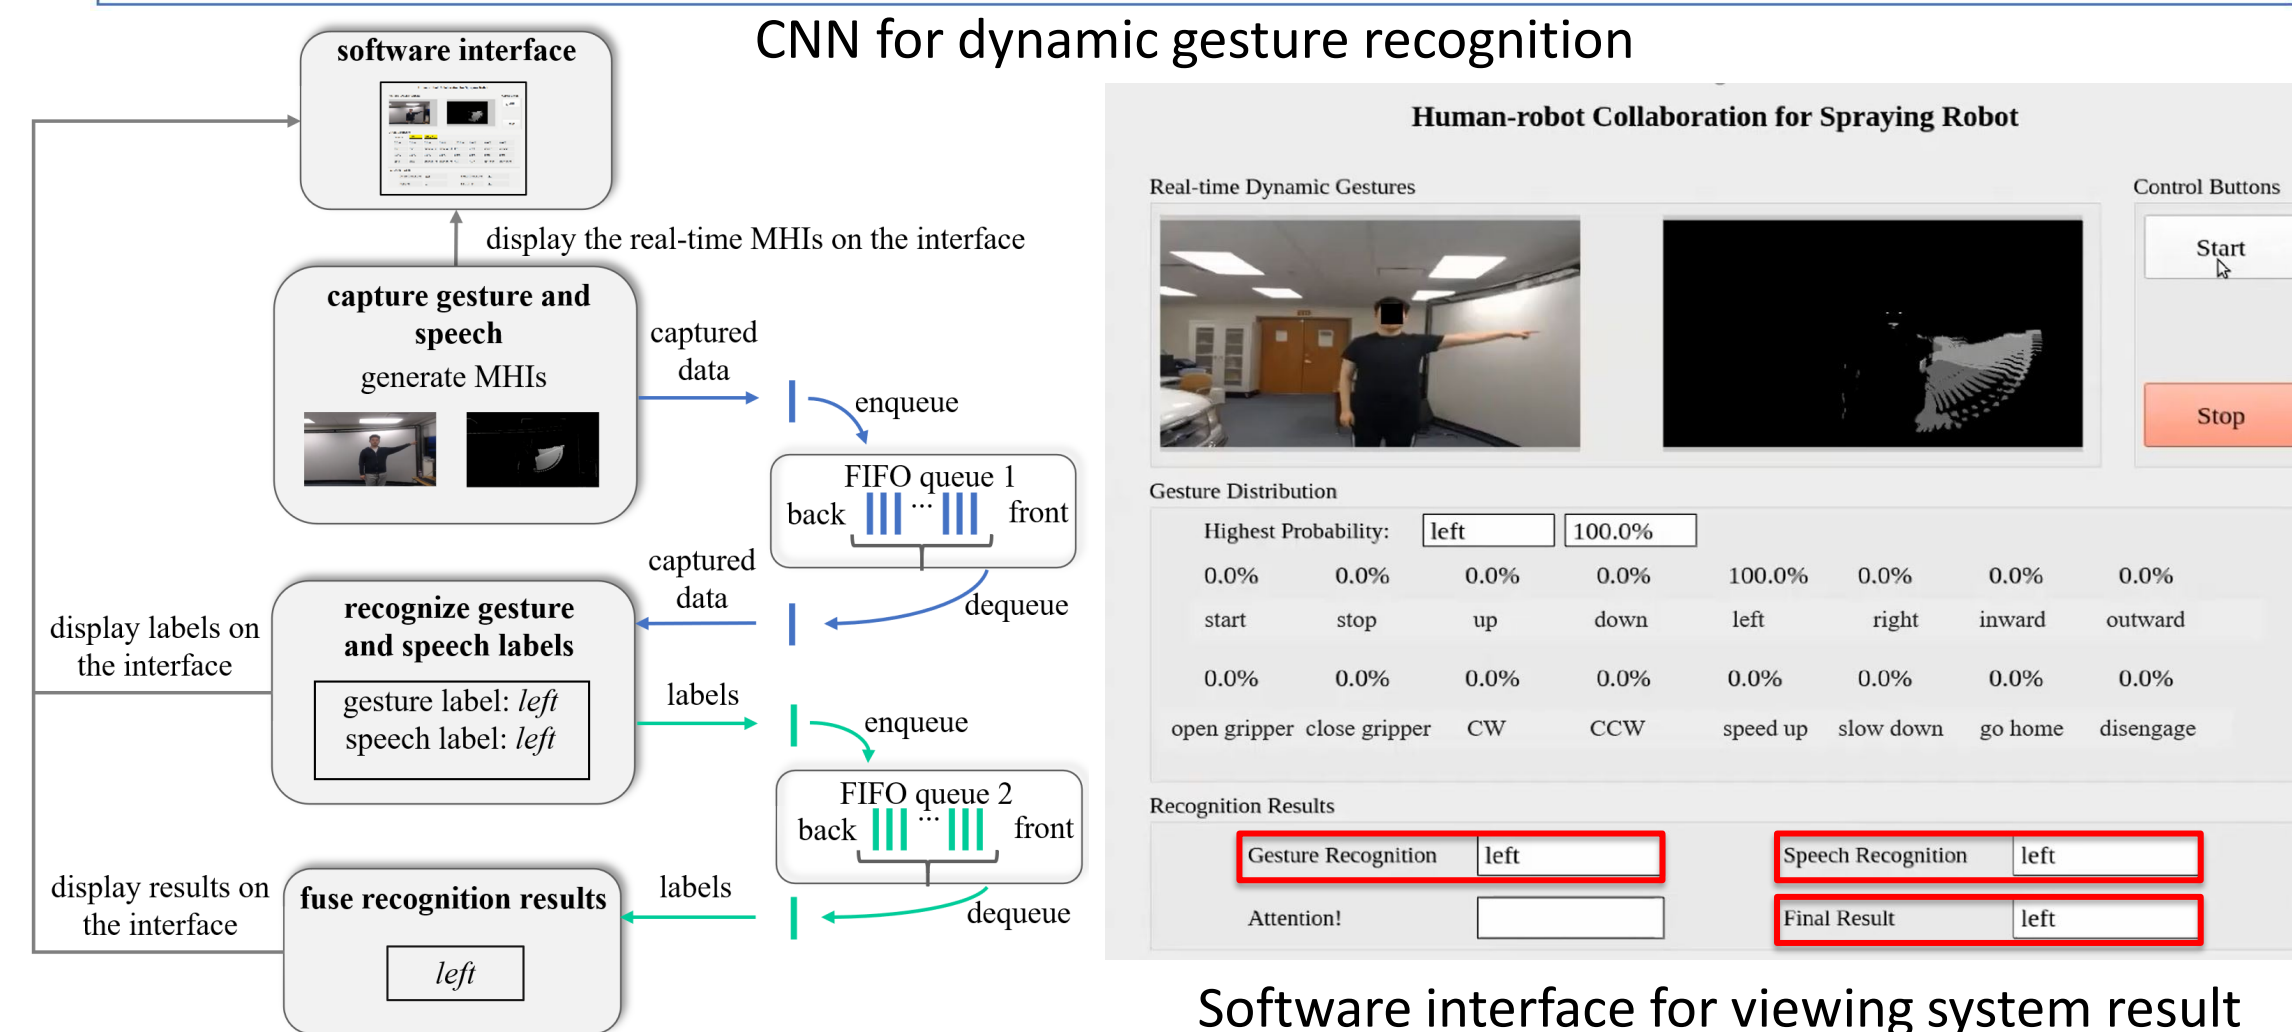 CNN for dynamic gesture recognition
software interface
display the real-time MHIs on the interface
capture gesture and
speech
generate MHIs
captured
data
enqueue
FIFO queue 1
back
...
front
dequeue
captured
data
recognize gesture
and speech labels
gesture label: left
speech label: left
display labels on
the interface
labels
enqueue
FIFO queue 2
back
...
front
dequeue
labels
fuse recognition results
left
display results on
the interface
Human-robot Collaboration for Spraying Robot
Real-time Dynamic Gestures
Control Buttons
Start
Stop
Gesture Distribution
Highest Probability: left 100.0%
0.0% 0.0% 0.0% 0.0% 100.0% 0.0% 0.0% 0.0%
start stop up down left right inward outward
0.0% 0.0% 0.0% 0.0% 0.0% 0.0% 0.0% 0.0%
open gripper close gripper CW CCW speed up slow down go home disengage
Recognition Results
Gesture Recognition left Speech Recognition left
Attention! Final Result left
Software interface for viewing system result